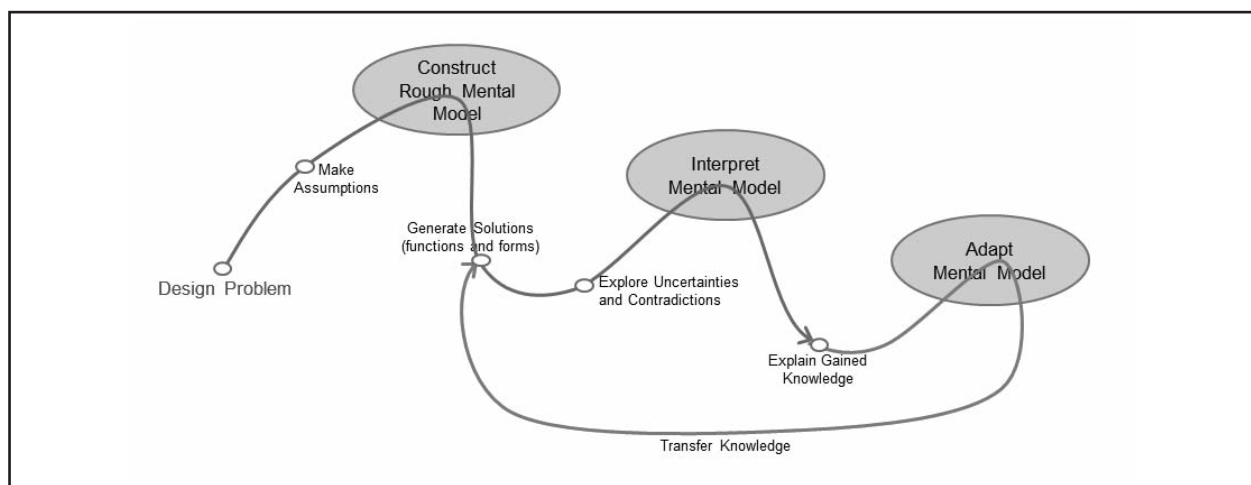 Construct
Rough Mental
Model
Make
Assumptions
Design Problem
Generate Solutions
(functions and forms)
Interpret
Mental Model
Explore Uncertainties
and Contradictions
Adapt
Mental Model
Explain Gained
Knowledge
Transfer Knowledge